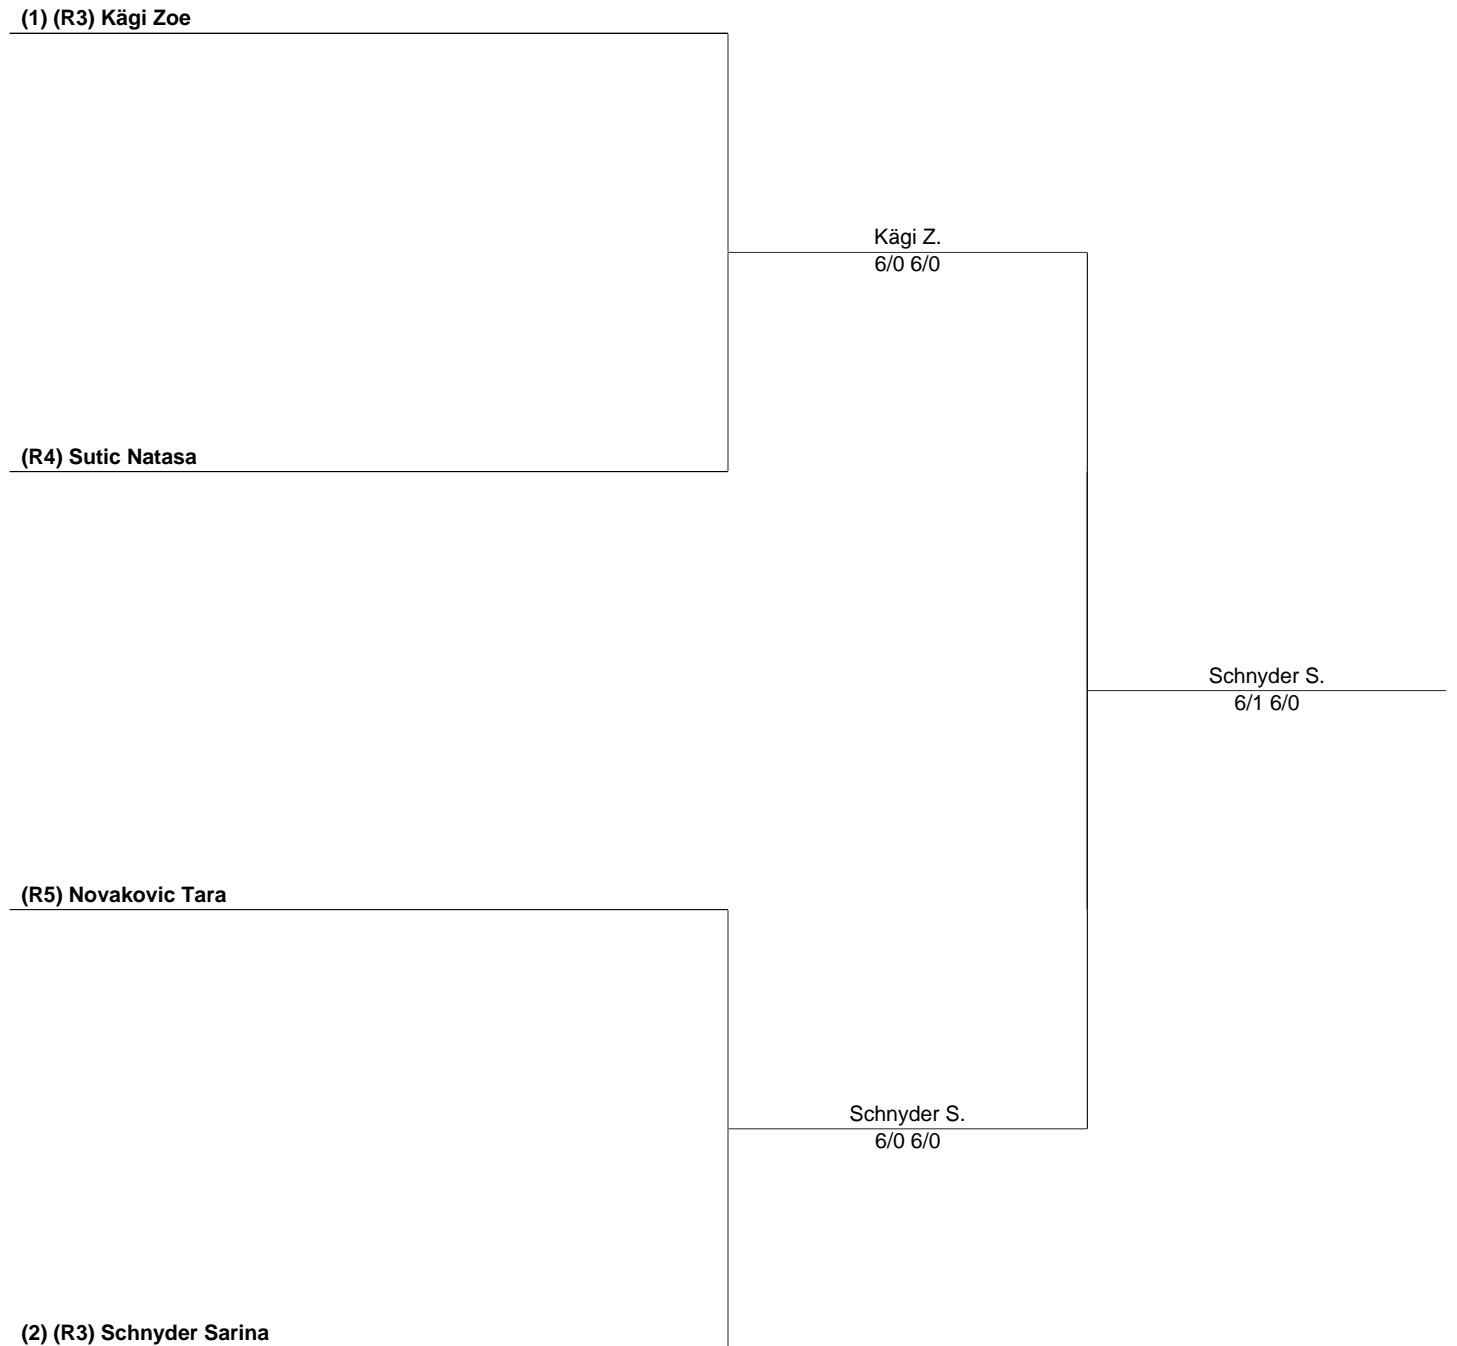 (1) (R3) Kägi Zoe
Kägi Z.
6/0 6/0
(R4) Sutic Natasa
Schnyder S.
6/1 6/0
(R5) Novakovic Tara
Schnyder S.
6/0 6/0
(2) (R3) Schnyder Sarina